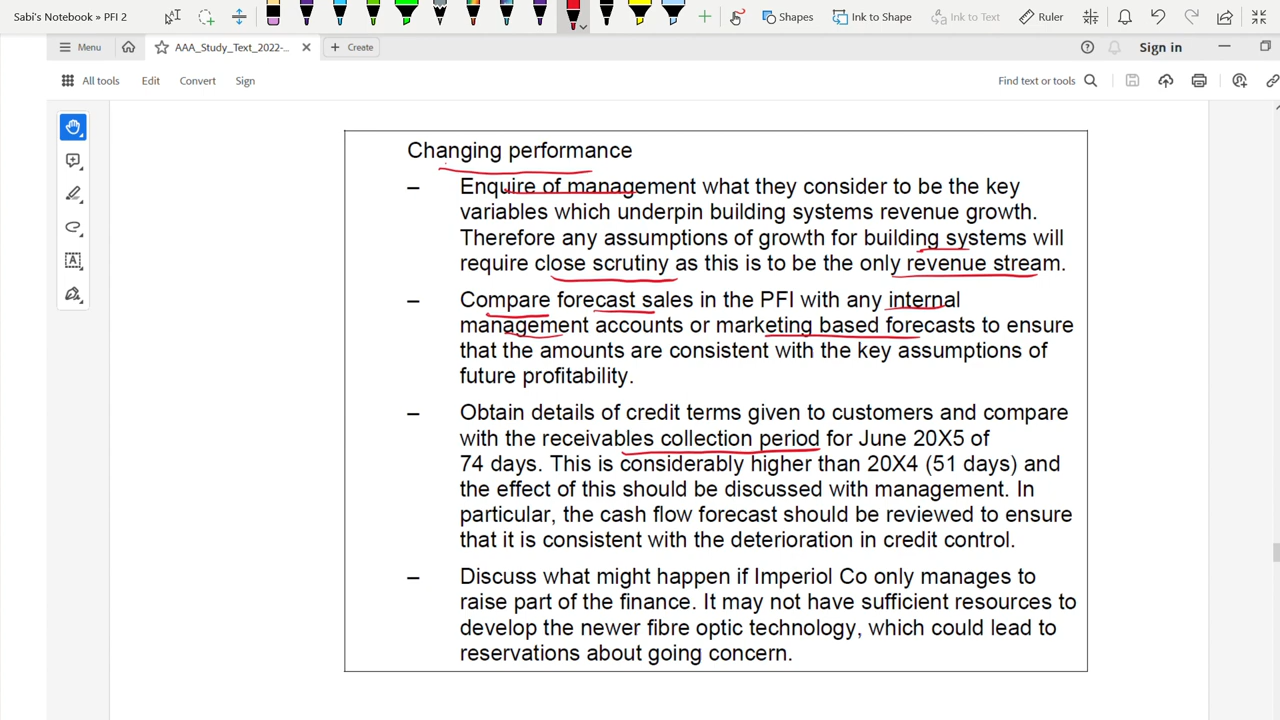 Sabi's Notebook » PFI 2
Shapes
Ink to Shape
Ink to Text
Ruler
Menu
AAA_Study_Text_2022-...
Create
Sign in
All tools
Edit
Convert
Sign
Find text or tools
Changing performance
– Enquire of management what they consider to be the key
variables which underpin building systems revenue growth.
Therefore any assumptions of growth for building systems will
require close scrutiny as this is to be the only revenue stream.
– Compare forecast sales in the PFI with any internal
management accounts or marketing based forecasts to ensure
that the amounts are consistent with the key assumptions of
future profitability.
– Obtain details of credit terms given to customers and compare
with the receivables collection period for June 20X5 of
74 days. This is considerably higher than 20X4 (51 days) and
the effect of this should be discussed with management. In
particular, the cash flow forecast should be reviewed to ensure
that it is consistent with the deterioration in credit control.
– Discuss what might happen if Imperiol Co only manages to
raise part of the finance. It may not have sufficient resources to
develop the newer fibre optic technology, which could lead to
reservations about going concern.